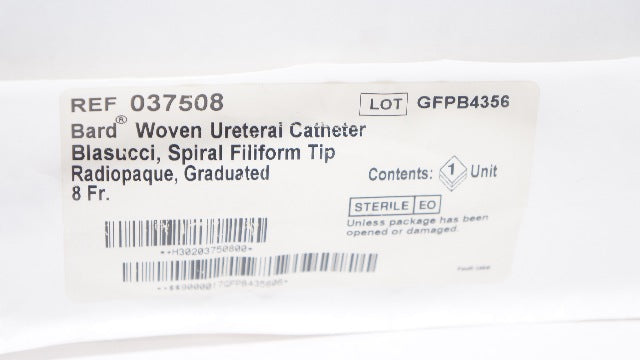 REF 037508
LOT GFPB4356
Bard® Woven Ureteral Catheter
Blasucci, Spiral Filiform Tip
Radiopaque, Graduated
8 Fr.
Contents: 1 Unit
STERILE EO
Unless package has been
opened or damaged.
**H30203750800*